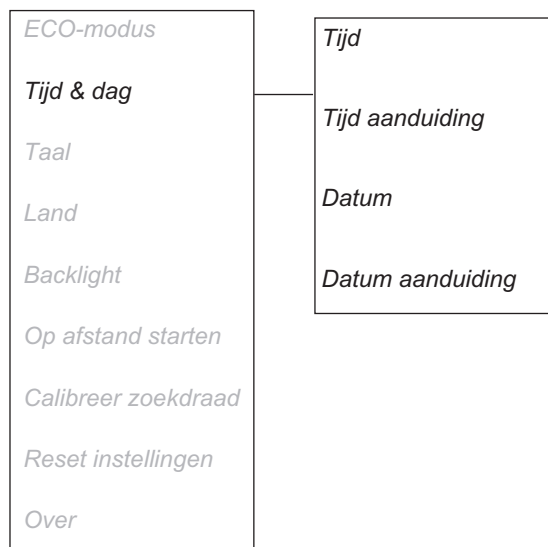 ECO-modus
Tijd & dag
Taal
Land
Backlight
Op afstand starten
Calibreer zoekdraad
Reset instellingen
Over
Tijd
Tijd aanduiding
Datum
Datum aanduiding